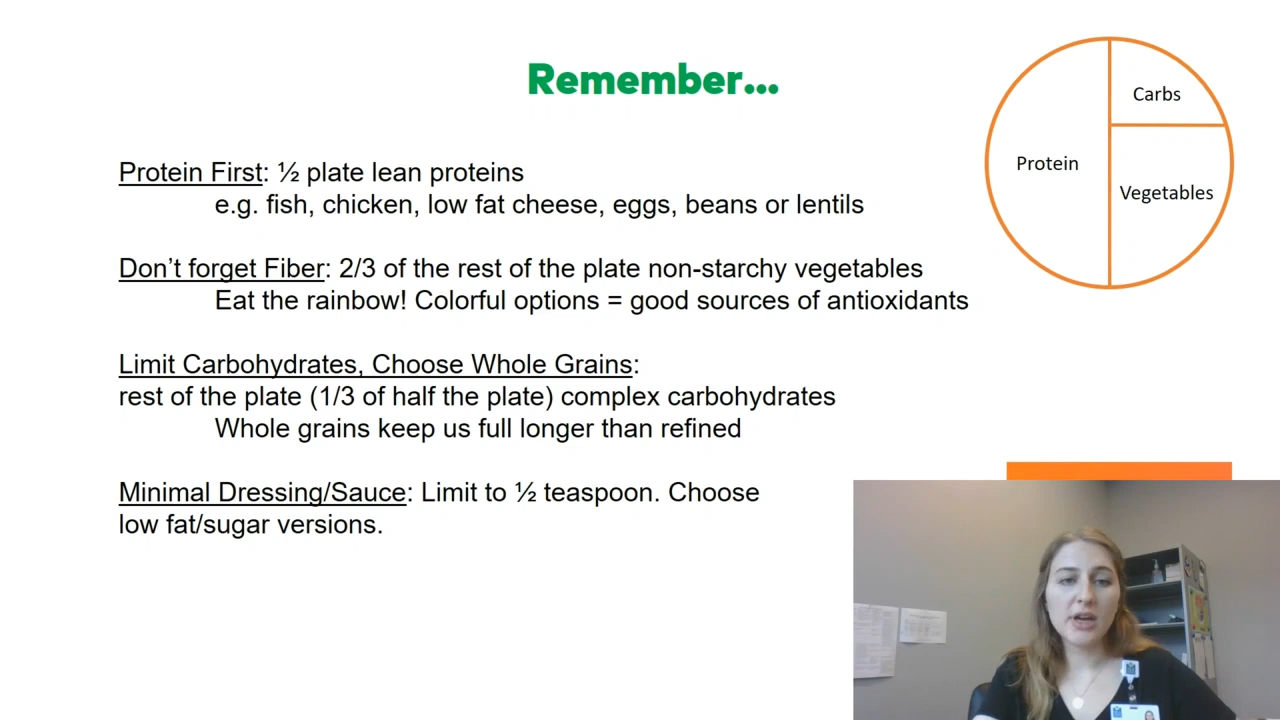 Remember...
Protein First: ½ plate lean proteins
e.g. fish, chicken, low fat cheese, eggs, beans or lentils
Don’t forget Fiber: 2/3 of the rest of the plate non-starchy vegetables
Eat the rainbow! Colorful options = good sources of antioxidants
Limit Carbohydrates, Choose Whole Grains:
rest of the plate (1/3 of half the plate) complex carbohydrates
Whole grains keep us full longer than refined
Minimal Dressing/Sauce: Limit to ½ teaspoon. Choose
low fat/sugar versions.
Carbs
Protein
Vegetables